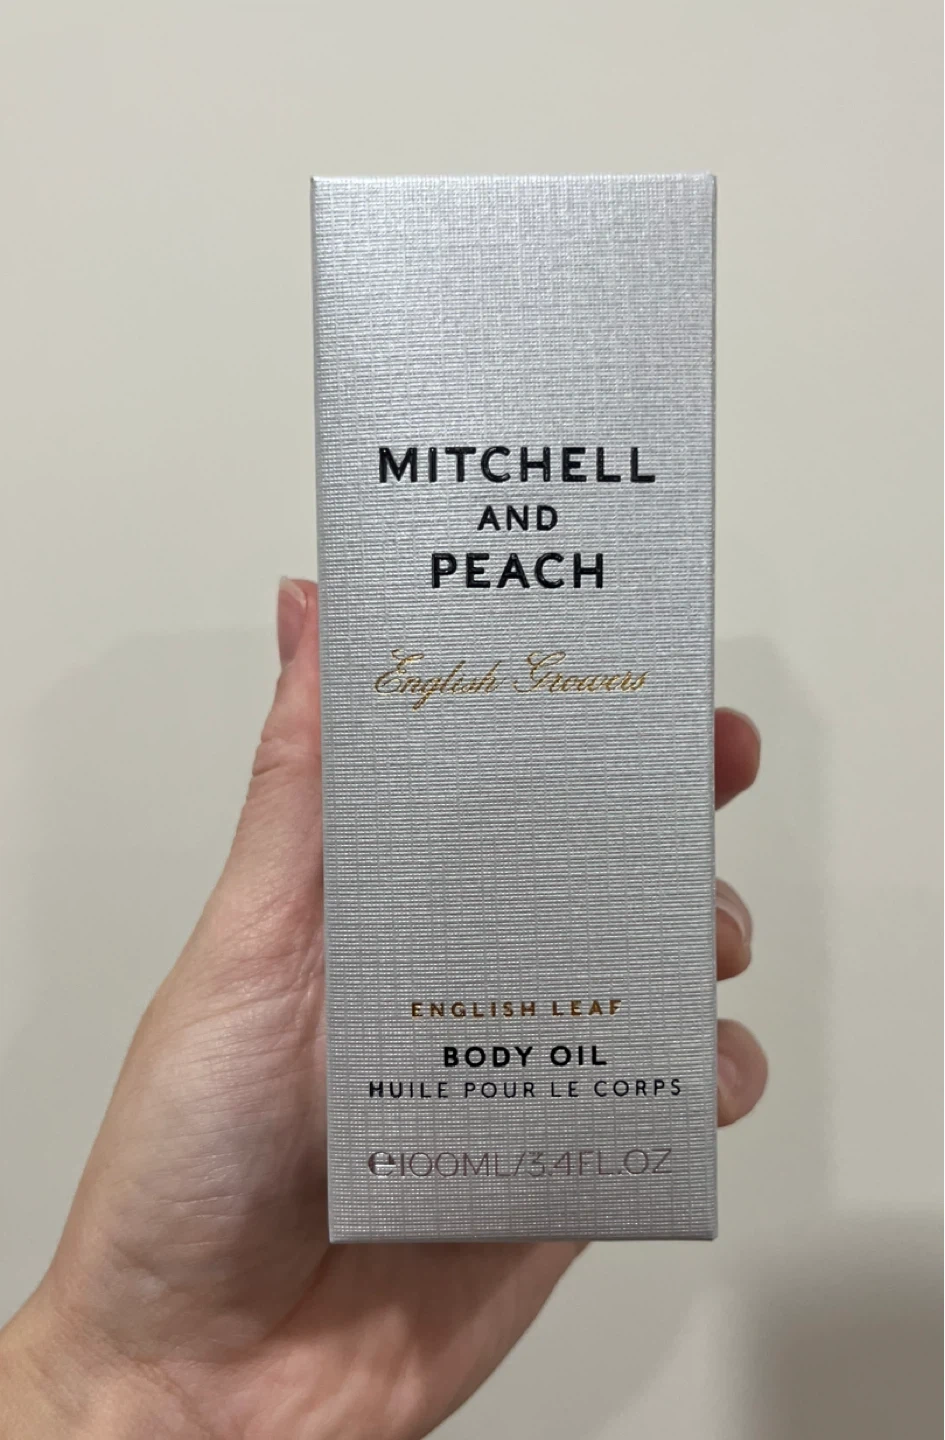 MITCHELL
AND
PEACH
English Growers
ENGLISH LEAF
BODY OIL
HUILE POUR LE CORPS
℮100ML/3.4FL.OZ